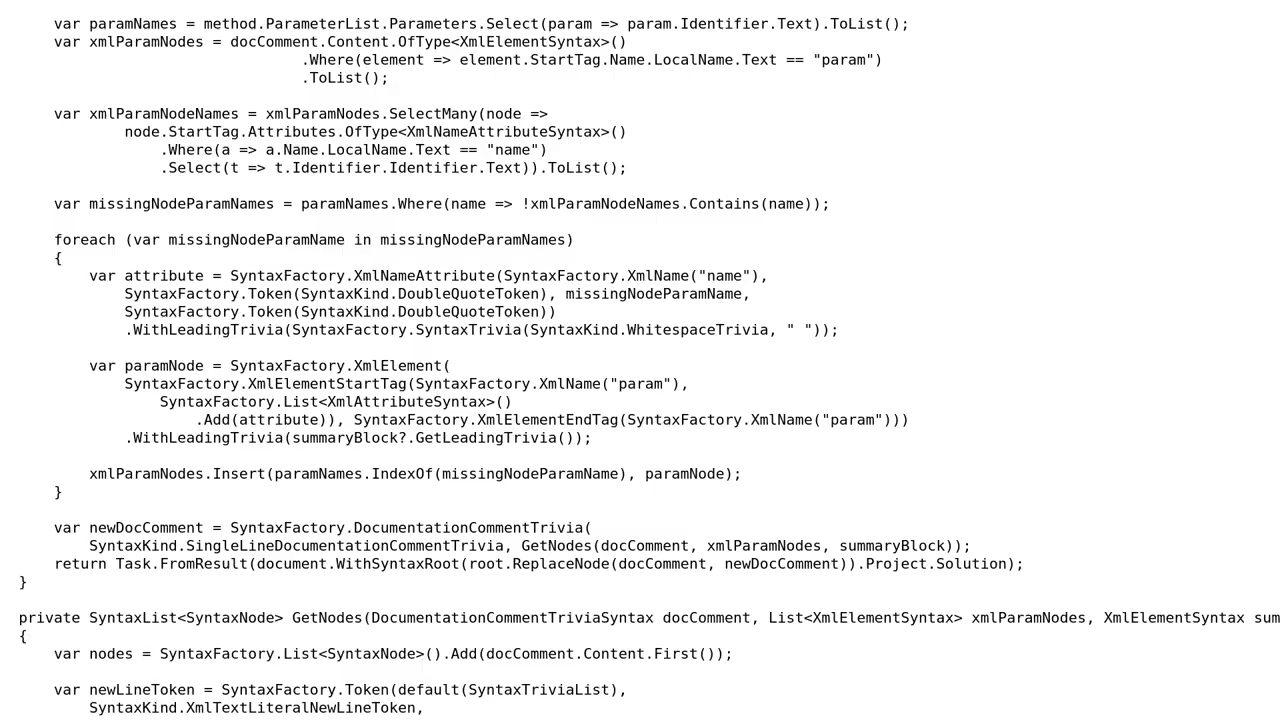 var paramNames = method.ParameterList.Parameters.Select(param => param.Identifier.Text).ToList();
var xmlParamNodes = docComment.Content.OfType<XmlElementSyntax>()
.Where(element => element.StartTag.Name.LocalName.Text == "param")
.ToList();
var xmlParamNodeNames = xmlParamNodes.SelectMany(node =>
node.StartTag.Attributes.OfType<XmlNameAttributeSyntax>()
.Where(a => a.Name.LocalName.Text == "name")
.Select(t => t.Identifier.Identifier.Text)).ToList();
var missingNodeParamNames = paramNames.Where(name => !xmlParamNodeNames.Contains(name));
foreach (var missingNodeParamName in missingNodeParamNames)
{
var attribute = SyntaxFactory.XmlNameAttribute(SyntaxFactory.XmlName("name"),
SyntaxFactory.Token(SyntaxKind.DoubleQuoteToken), missingNodeParamName,
SyntaxFactory.Token(SyntaxKind.DoubleQuoteToken))
.WithLeadingTrivia(SyntaxFactory.SyntaxTrivia(SyntaxKind.WhitespaceTrivia, " "));
var paramNode = SyntaxFactory.XmlElement(
SyntaxFactory.XmlElementStartTag(SyntaxFactory.XmlName("param"),
SyntaxFactory.List<XmlAttributeSyntax>()
.Add(attribute)), SyntaxFactory.XmlElementEndTag(SyntaxFactory.XmlName("param")))
.WithLeadingTrivia(summaryBlock?.GetLeadingTrivia());
xmlParamNodes.Insert(paramNames.IndexOf(missingNodeParamName), paramNode);
}
var newDocComment = SyntaxFactory.DocumentationCommentTrivia(
SyntaxKind.SingleLineDocumentationCommentTrivia, GetNodes(docComment, xmlParamNodes, summaryBlock));
return Task.FromResult(document.WithSyntaxRoot(root.ReplaceNode(docComment, newDocComment)).Project.Solution);
}
private SyntaxList<SyntaxNode> GetNodes(DocumentationCommentTriviaSyntax docComment, List<XmlElementSyntax> xmlParamNodes, XmlElementSyntax sum
{
var nodes = SyntaxFactory.List<SyntaxNode>().Add(docComment.Content.First());
var newLineToken = SyntaxFactory.Token(default(SyntaxTriviaList),
SyntaxKind.XmlTextLiteralNewLineToken,